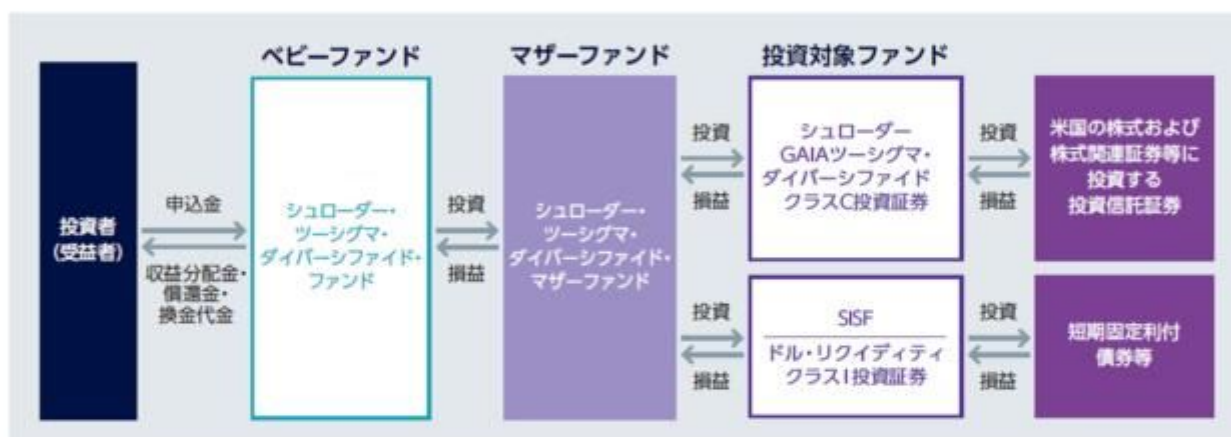 ベビーファンド
マザーファンド
投資対象ファンド
投資者
(受益者)
申込金
収益分配金・
償還金・
換金代金
シュローダー・
ツーシグマ・
ダイバーシファイド・
ファンド
投資
損益
シュローダー・
ツーシグマ・
ダイバーシファイド・
マザーファンド
投資
損益
シュローダー
GAIAツーシグマ・
ダイバーシファイド
クラスC投資証券
投資
損益
米国の株式および
株式関連証券等に
投資する
投資信託証券
投資
損益
SISF
ドル・リクイディティ
クラスI投資証券
投資
損益
短期固定利付
債券等